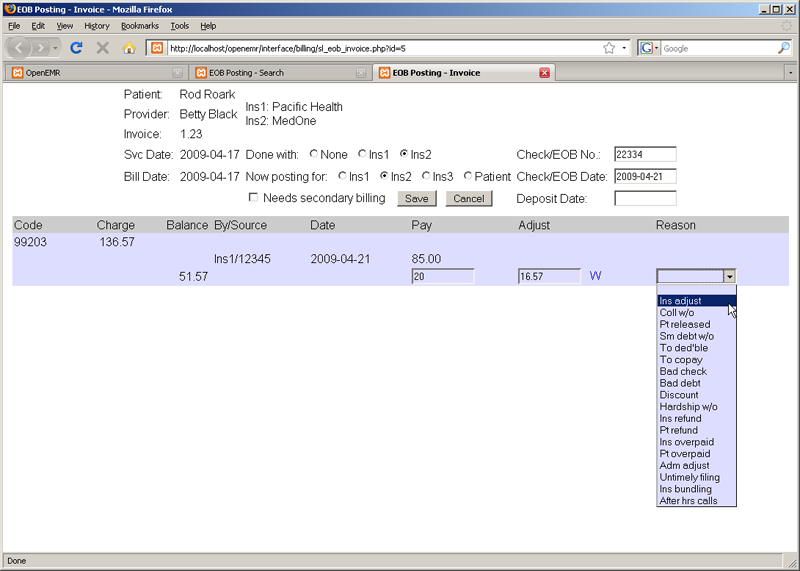 EOB Posting - Invoice - Mozilla Firefox
File Edit View History Bookmarks Tools Help
http://localhost/openemr/interface/billing/sl_eob_invoice.php?id=5 Google
OpenEMR EOB Posting - Search EOB Posting - Invoice
Patient: Rod Roark
Ins1: Pacific Health
Provider: Betty Black
Ins2: MedOne
Invoice: 1.23
Svc Date: 2009-04-17 Done with: None Ins1 Ins2 Check/EOB No.: 22334
Bill Date: 2009-04-17 Now posting for: Ins1 Ins2 Ins3 Patient Check/EOB Date: 2009-04-21
Needs secondary billing Save Cancel Deposit Date:
Code Charge Balance By/Source Date Pay Adjust Reason
99203 136.57
Ins1/12345 2009-04-21 85.00
51.57 20 16.57 W
Ins adjust
Coll w/o
Pt released
Sm debt w/o
To ded'ble
To copay
Bad check
Bad debt
Discount
Hardship w/o
Ins refund
Pt refund
Ins overpaid
Pt overpaid
Adm adjust
Untimely filing
Ins bundling
After hrs calls
Done